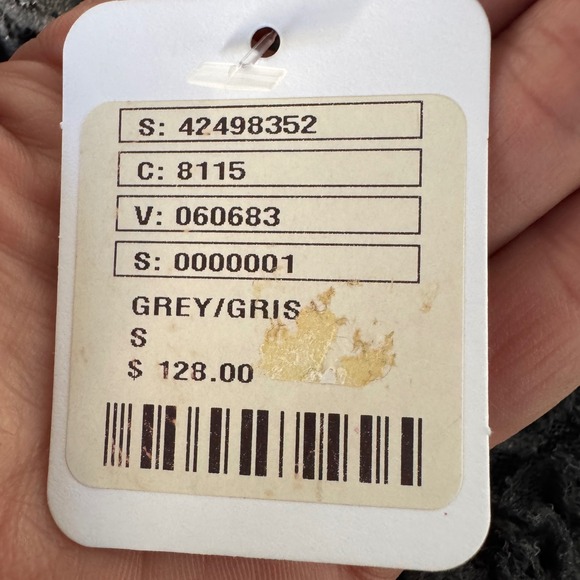 S: 42498352
C: 8115
V: 060683
S: 0000001
GREY/GRIS
S
$ 128.00